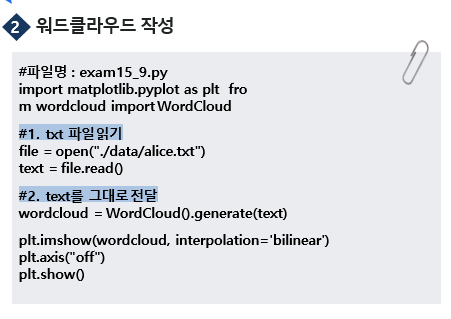 2 워드클라우드 작성
#파일명 : exam15_9.py
import matplotlib.pyplot as plt fro
m wordcloud import WordCloud
#1. txt 파일읽기
file = open("./data/alice.txt")
text = file.read()
#2. text를 그대로전달
wordcloud = WordCloud().generate(text)
plt.imshow(wordcloud, interpolation='bilinear')
plt.axis("off")
plt.show()